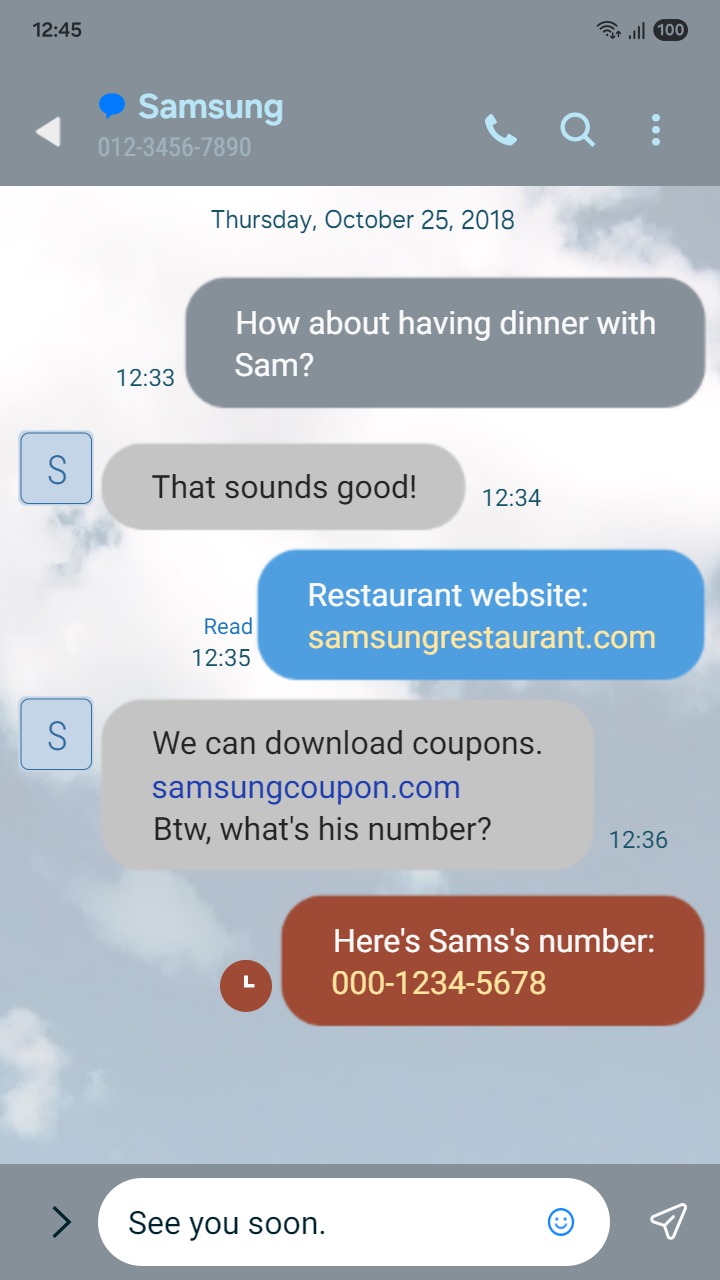 12:45
100
Samsung
012-3456-7890
Thursday, October 25, 2018
How about having dinner with
Sam?
12:33
S
That sounds good!
12:34
Restaurant website:
samsungrestaurant.com
Read
12:35
S
We can download coupons.
samsungcoupon.com
Btw, what's his number?
12:36
Here's Sams's number:
000-1234-5678
See you soon.